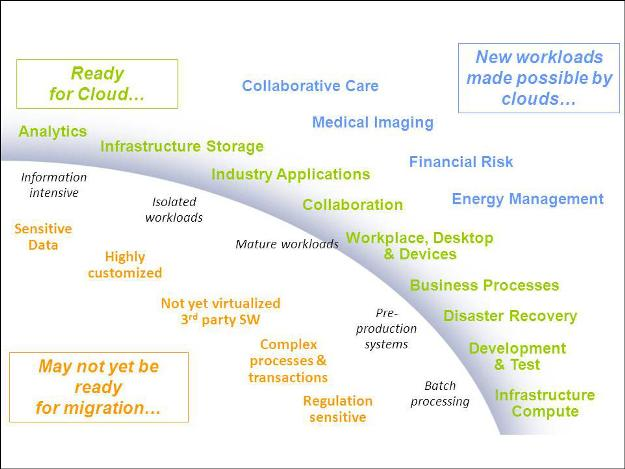 Ready
for Cloud...
New workloads
made possible by
clouds...
Collaborative Care
Medical Imaging
Financial Risk
Energy Management
Analytics
Infrastructure Storage
Industry Applications
Collaboration
Workplace, Desktop
& Devices
Business Processes
Disaster Recovery
Development
& Test
Infrastructure
Compute
Information
intensive
Isolated
workloads
Mature workloads
Pre-
production
systems
Batch
processing
Sensitive
Data
Highly
customized
Not yet virtualized
3rd party SW
Complex
processes &
transactions
Regulation
sensitive
May not yet be
ready
for migration...